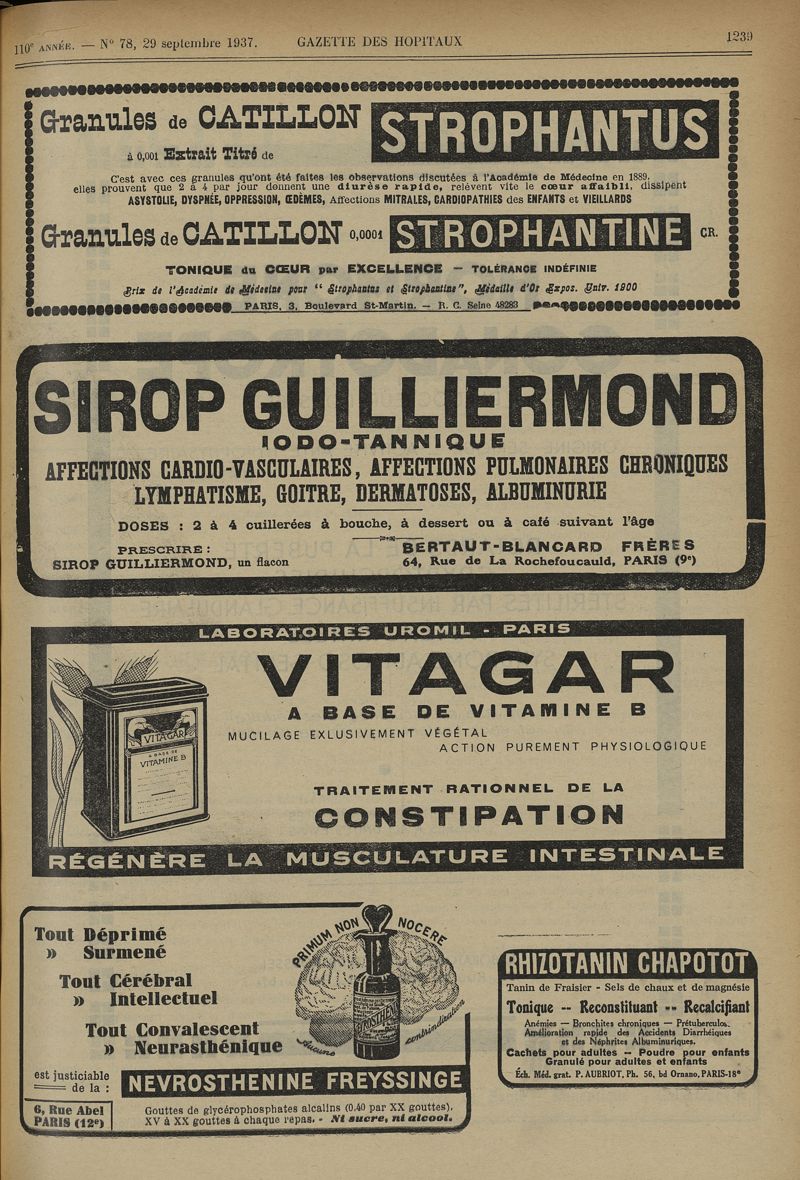 110e ANNÉE. — N° 78, 29 septembre 1937. GAZETTE DES HOPITAUX 1239
Granules de CATILLON STROPHANTUS
à 0,001 Extrait Titré de
C'est avec ces granules qu'ont été faites les observations discutées à l'Académie de Médecine en 1889.
elles prouvent que 2 à 4 par jour donnent une diurèse rapide, relèvent vite le cœur affaibli, dissipent
ASYSTOLIE, DYSPNÉE, OPPRESSION, ŒDÈMES, Affections MITRALES, CARDIOPATHIES des ENFANTS et VIEILLARDS
Granules de CATILLON 0,0001 STROPHANTINE CR.
TONIQUE du CŒUR par EXCELLENCE — TOLÉRANCE INDÉFINIE
Prix de l'Académie de Médecine pour "Strophantus et Strophantine", Médaille d'Or Expos. Univ. 1900
PARIS, 3, Boulevard St-Martin. — R. C. Seine 48283
SIROP GUILLIERMOND
IODO-TANNIQUE
AFFECTIONS CARDIO-VASCULAIRES, AFFECTIONS PULMONAIRES CHRONIQUES
LYMPHATISME, GOITRE, DERMATOSES, ALBUMINURIE
DOSES : 2 à 4 cuillerées à bouche, à dessert ou à café suivant l'âge
PRESCRIRE :
SIROP GUILLIERMOND, un flacon
BERTAUT-BLANCARD FRÈRES
64, Rue de La Rochefoucauld, PARIS (9e)
LABORATOIRES UROMIL - PARIS
VITAGAR
A BASE DE VITAMINE B
MUCILAGE EXLUSIVEMENT VÉGÉTAL
ACTION PUREMENT PHYSIOLOGIQUE
VITAGAR
A BASE DE
VITAMINE B
TRAITEMENT RATIONNEL DE LA
CONSTIPATION
RÉGÉNÈRE LA MUSCULATURE INTESTINALE
Tout Déprimé
» Surmené
Tout Cérébral
» Intellectuel
Tout Convalescent
» Neurasthénique
PRIMUM NON NOCERE
Aucune contrindication
est justiciable
de la :
NEVROSTHENINE FREYSSINGE
6, Rue Abel
PARIS (12e)
Gouttes de glycérophosphates alcalins (0.40 par XX gouttes).
XV à XX gouttes à chaque repas. - Ni sucre, ni alcool.
RHIZOTANIN CHAPOTOT
Tanin de Fraisier - Sels de chaux et de magnésie
Tonique -- Reconstituant -- Recalcifiant
Anémies — Bronchites chroniques — Prétubercul os.
Amélioration rapide des Accidents Diarrhéiques
et des Néphrites Albuminuriques.
Cachets pour adultes — Poudre pour enfants
Granulé pour adultes et enfants
Éch. Méd. grat. P. AUBRIOT, Ph. 56, bd Ornano, PARIS-18e